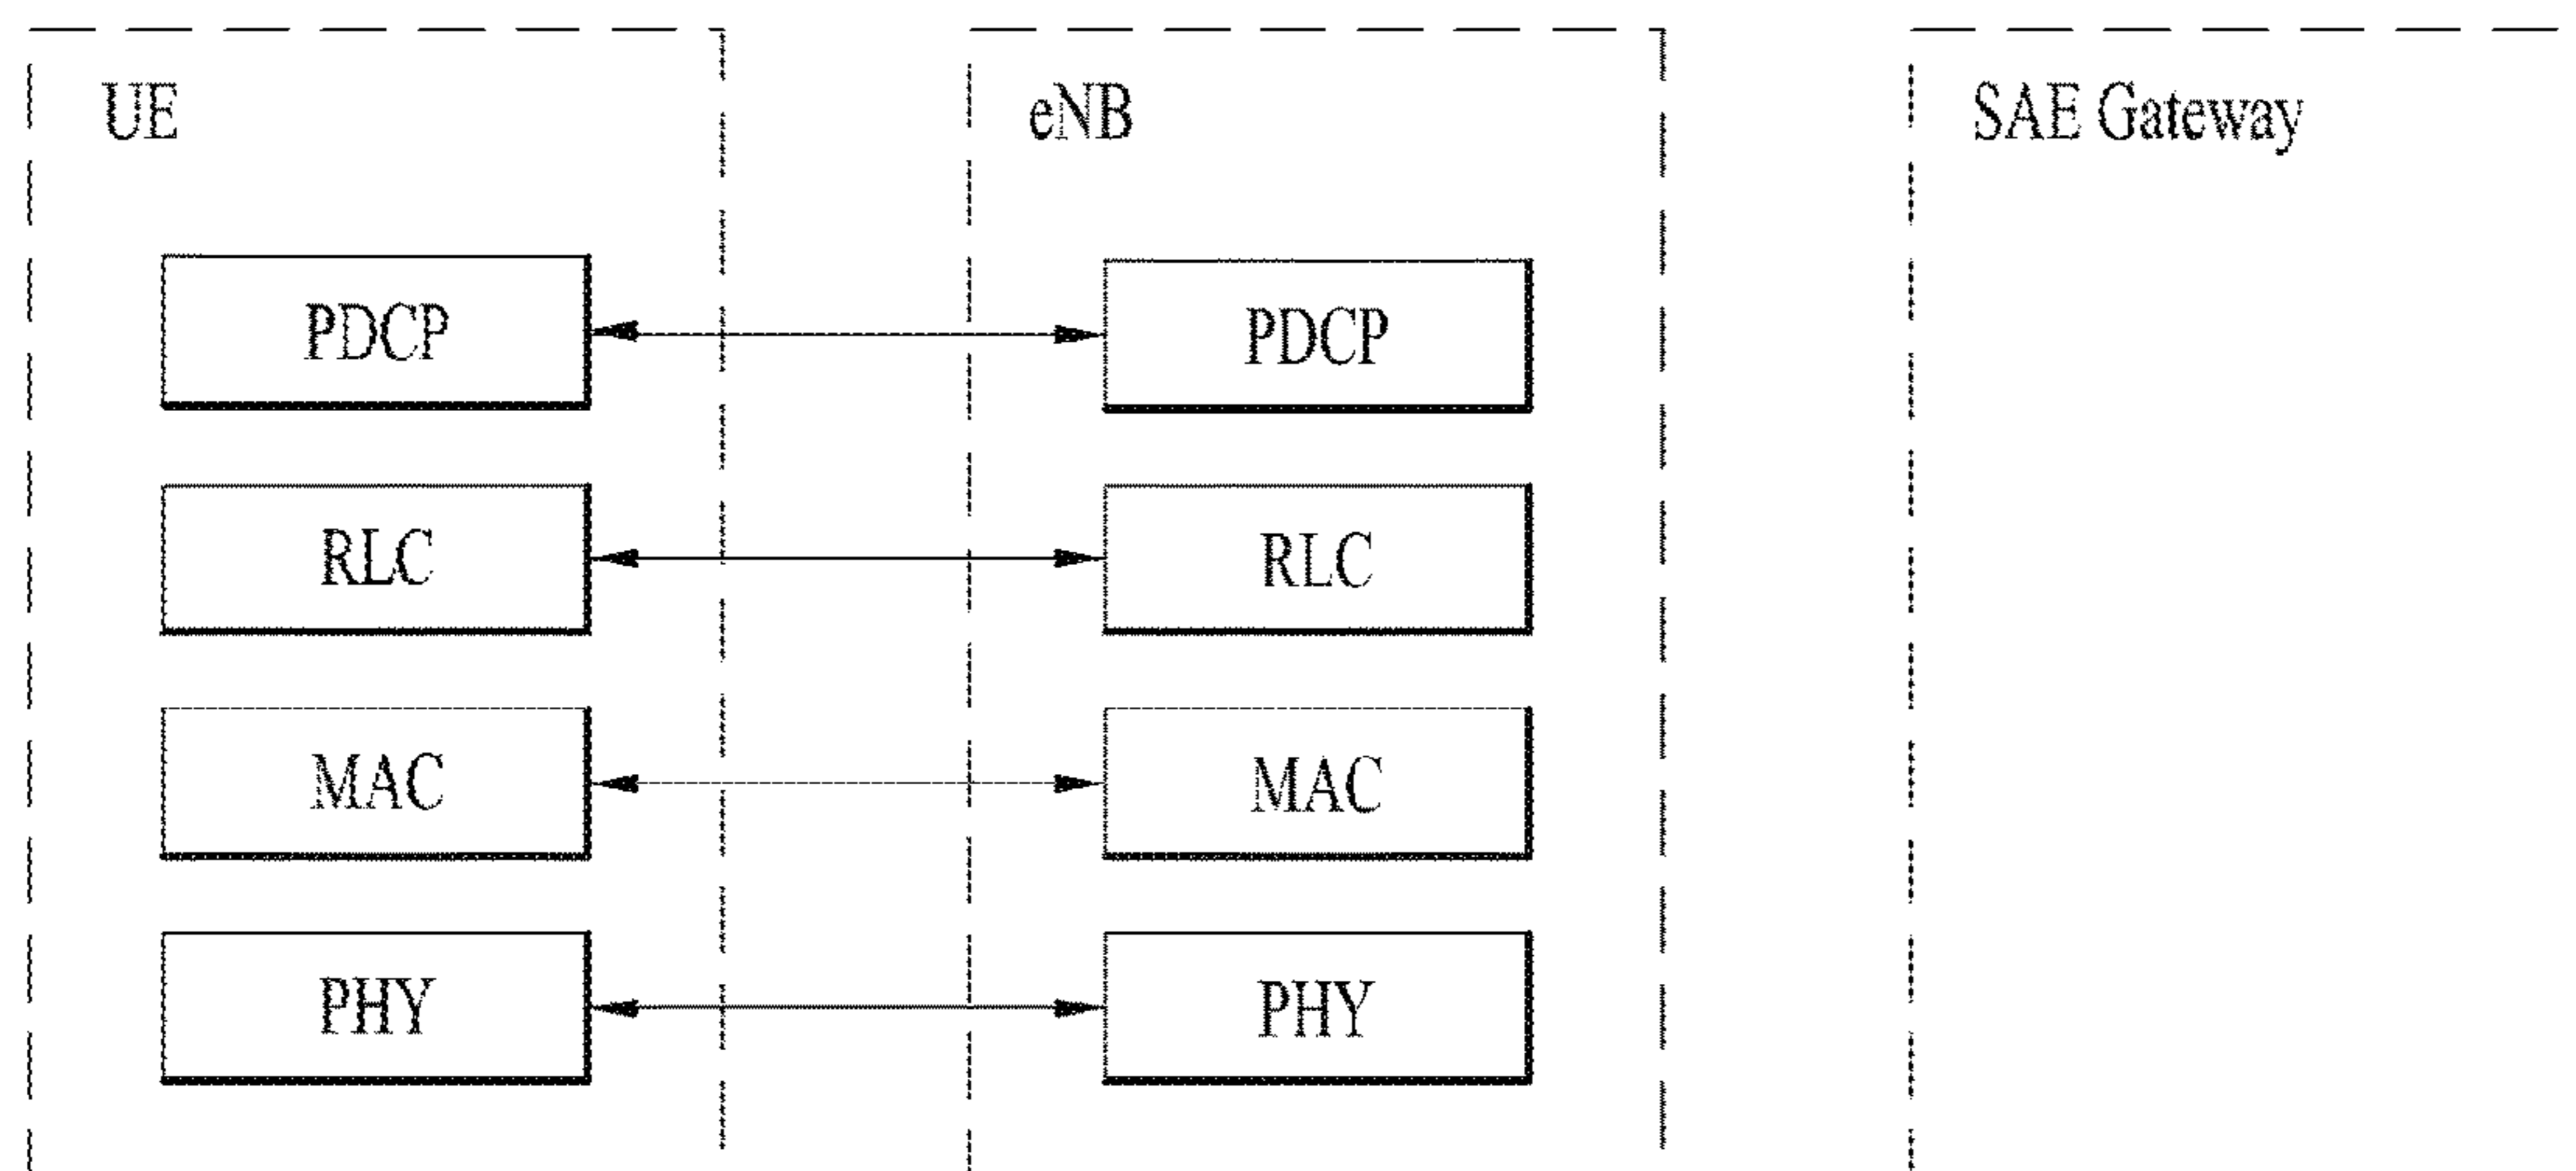 UE
eNB
SAE Gateway
PDCP
PDCP
RLC
RLC
MAC
MAC
PHY
PHY